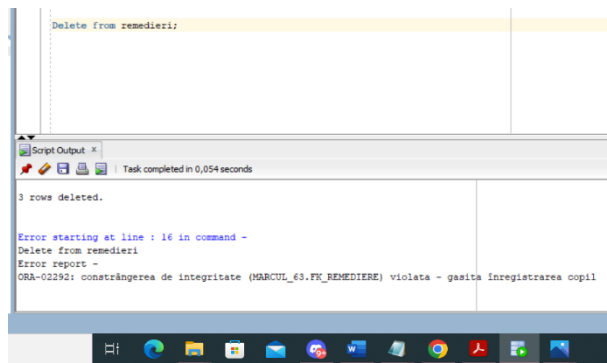 Delete from remedieri;
Script Output ×
Task completed in 0,054 seconds
3 rows deleted.
Error starting at line : 16 in command -
Delete from remedieri
Error report -
ORA-02292: constrângerea de integritate (MARCUL_63.FK_REMEDIERE) violata - gasita înregistrarea copil